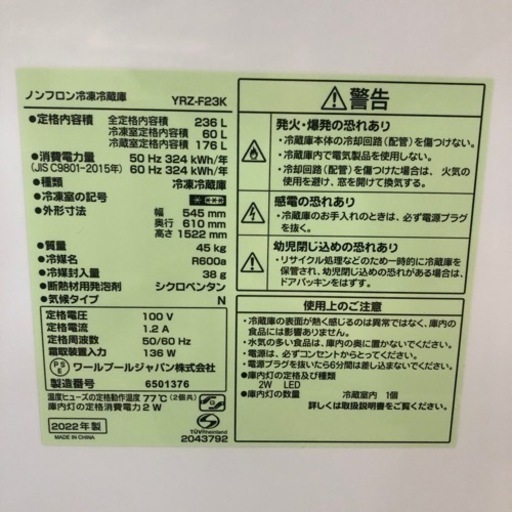 ノンフロン冷凍冷蔵庫 YRZ-F23K
●定格内容積 全定格内容積 236 L
冷凍室定格内容積 60 L
冷蔵室定格内容積 176 L
●消費電力量 50 Hz 324 kWh/年
(JIS C9801-2015年) 60 Hz 324 kWh/年
●種類 冷凍冷蔵庫
●冷凍室の記号
●外形寸法 幅 545 mm
奥行 610 mm
高さ 1522 mm
●質量 45 kg
●冷媒名 R600a
●冷媒封入量 38 g
●断熱材用発泡剤 シクロペンタン
●気候タイプ N
定格電圧 100 V
定格電流 1.2 A
定格周波数 50/60 Hz
霜取装置入力 136 W
PSE ワールプールジャパン株式会社
製造番号 6501376
温度ヒューズの定格動作温度 77℃ (2個共)
庫内灯の定格消費電力 2 W
2022年 製
MADE IN CHINA
TÜVRheinland
2043792
警告
発火・爆発の恐れあり
・冷蔵庫本体の冷却回路(配管)を傷つけない。
・冷蔵庫内で電気製品を使用しない。
・冷却回路(配管)を傷つけた場合は、火気の
使用を避け、窓を開けて換気する。
感電の恐れあり
・冷蔵庫のお手入れのときは、必ず電源プラグ
を抜く。
幼児閉じ込めの恐れあり
・リサイクル処理などのため一時的に冷蔵庫を
保管され、幼児閉じ込めの恐れがある場合は、
ドアパッキンをはずす。
使用上のご注意
・冷蔵庫の表面が熱く感じるのは異常ではなく、庫内の
食品には影響ありません。
・水気の多い食品は、庫内の奥に置かないでください。
・電源は、必ずコンセントからとってください。
・電源プラグを抜いたら6分間は差し込まないでください。
●庫内灯の定格及び種類
2W LED
●庫内灯の数量 冷蔵室内 1個
詳しくは取扱説明書をご覧ください。